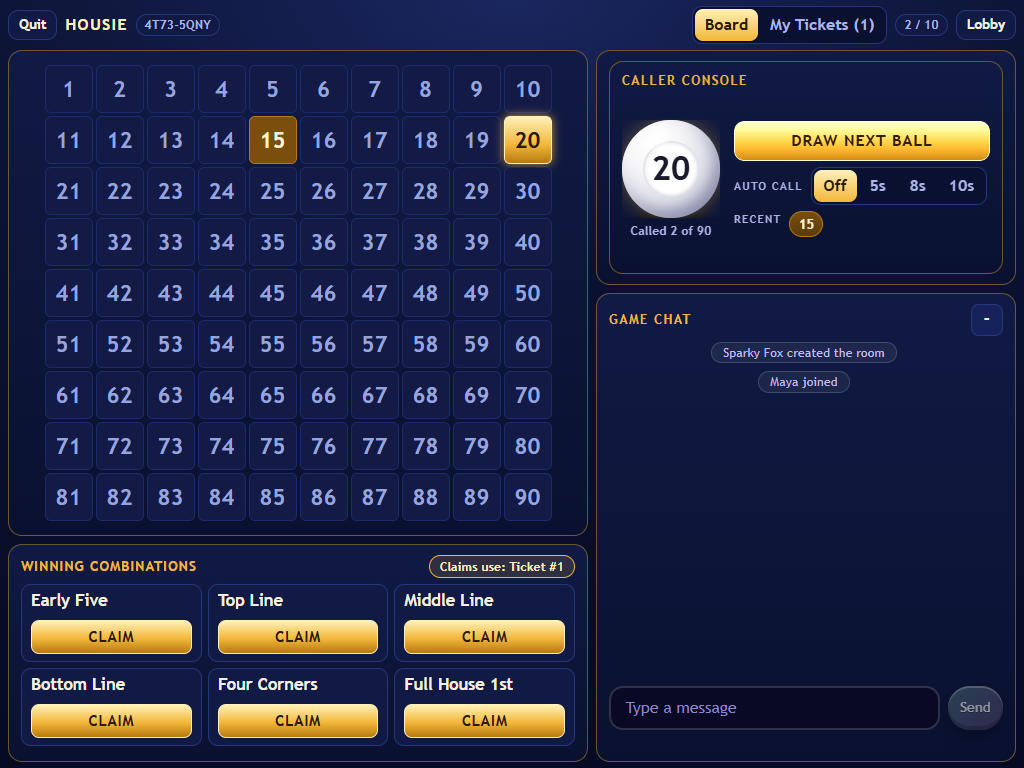 Quit HOUSIE 4T73-5QNY Board My Tickets (1) 2 / 10 Lobby
1 2 3 4 5 6 7 8 9 10
11 12 13 14 15 16 17 18 19 20
21 22 23 24 25 26 27 28 29 30
31 32 33 34 35 36 37 38 39 40
41 42 43 44 45 46 47 48 49 50
51 52 53 54 55 56 57 58 59 60
61 62 63 64 65 66 67 68 69 70
71 72 73 74 75 76 77 78 79 80
81 82 83 84 85 86 87 88 89 90
WINNING COMBINATIONS Claims use: Ticket #1
Early Five Top Line Middle Line
CLAIM CLAIM CLAIM
Bottom Line Four Corners Full House 1st
CLAIM CLAIM CLAIM
CALLER CONSOLE
20
Called 2 of 90
DRAW NEXT BALL
AUTO CALL Off 5s 8s 10s
RECENT 15
GAME CHAT -
Sparky Fox created the room
Maya joined
Type a message Send